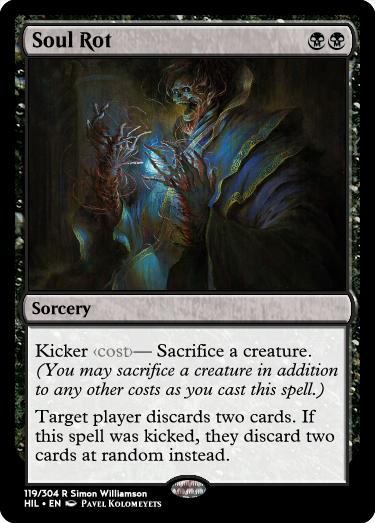 Soul Rot
Sorcery
Kicker ‹cost›— Sacrifice a creature.
(You may sacrifice a creature in addition
to any other costs as you cast this spell.)
Target player discards two cards. If
this spell was kicked, they discard two
cards at random instead.
119/304 R Simon Williamson
HIL • EN Pavel Kolomeyets